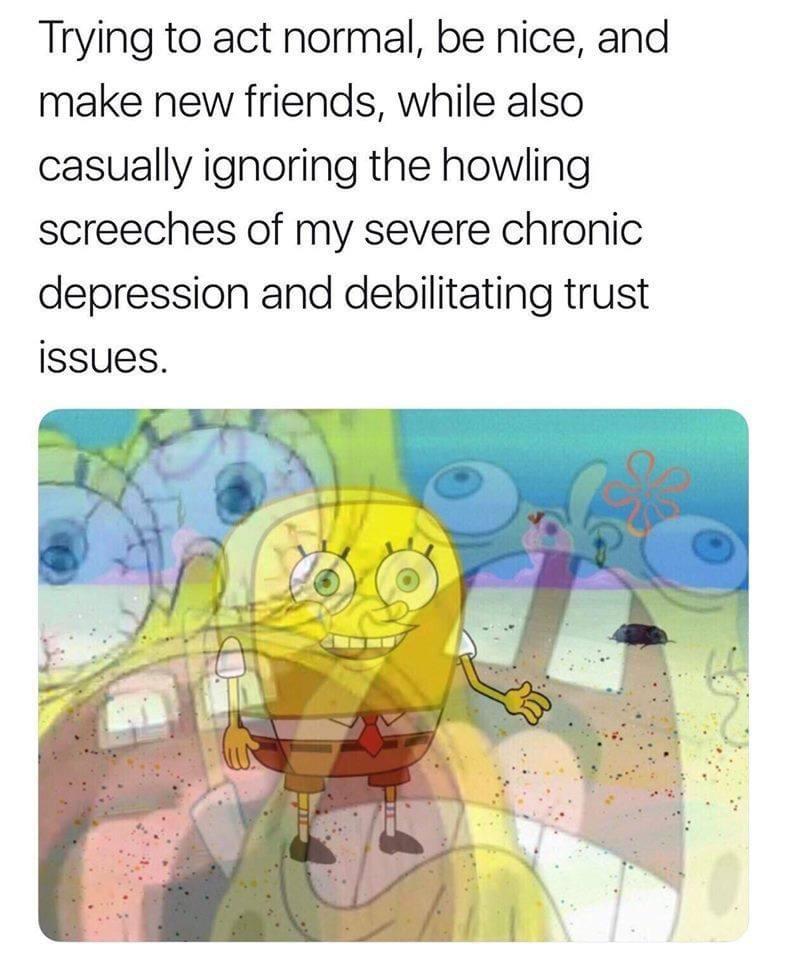 Trying to act normal, be nice, and
make new friends, while also
casually ignoring the howling
screeches of my severe chronic
depression and debilitating trust
issues.